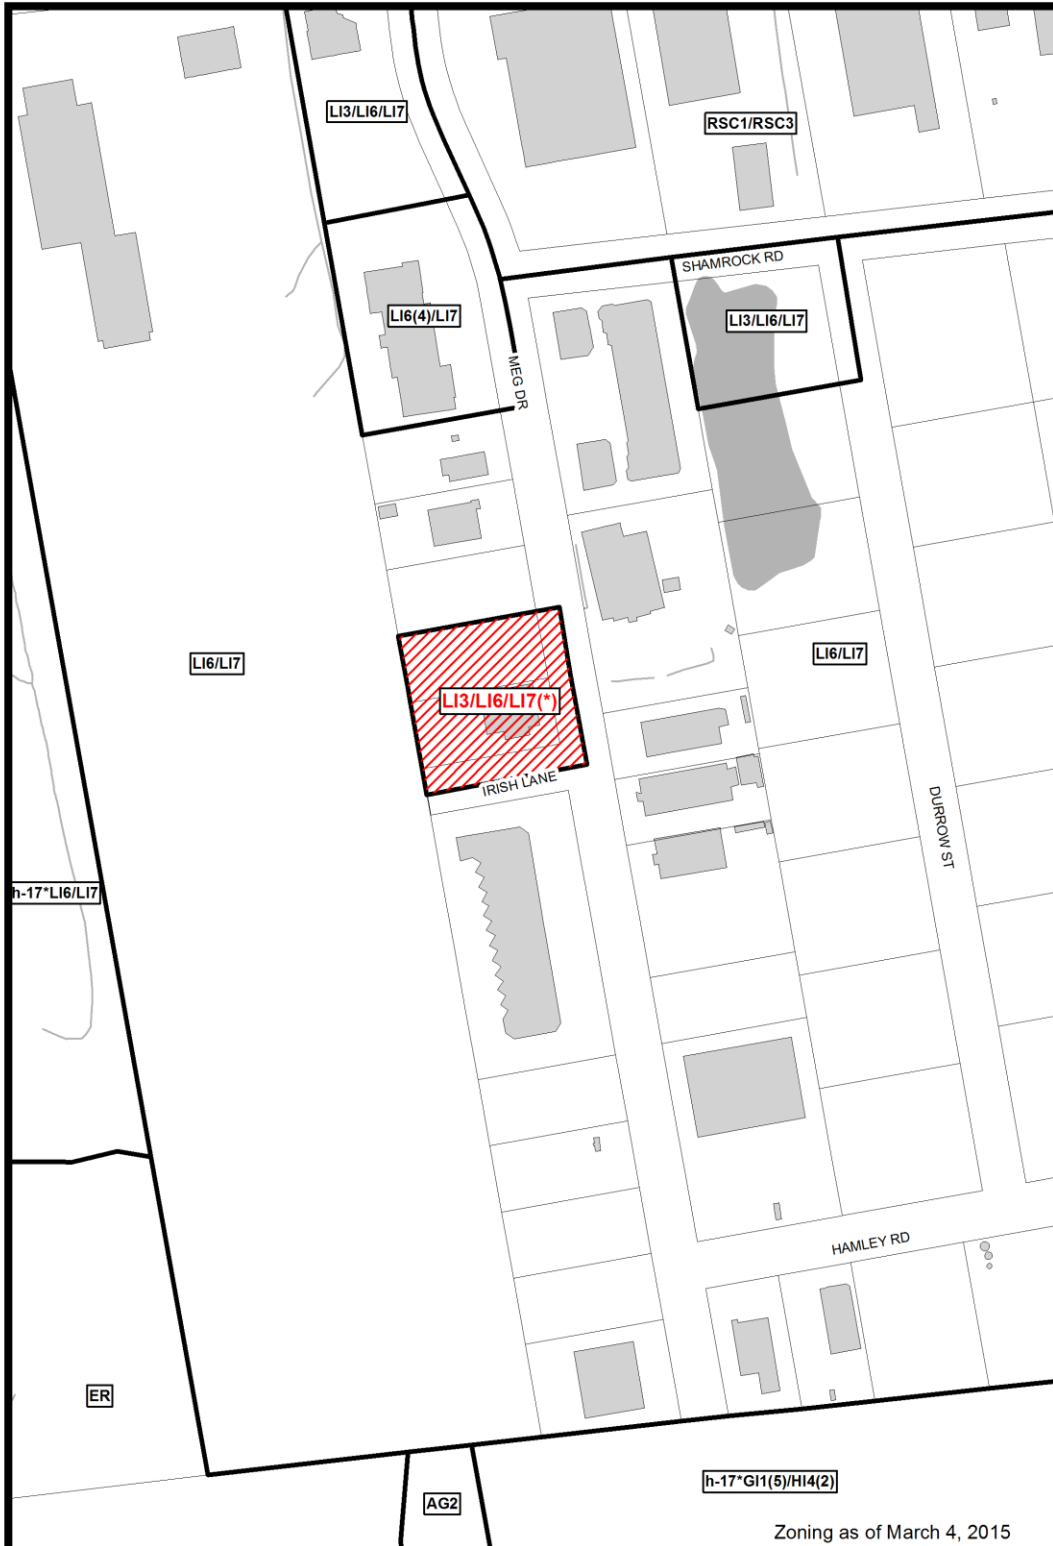 LI3/LI6/LI7
RSC1/RSC3
SHAMROCK RD
LI6(4)/LI7
LI3/LI6/LI7
MEG DR
LI6/LI7
LI6/LI7
LI3/LI6/LI7(*)
IRISH LANE
DURROW ST
h-17*LI6/LI7
HAMLEY RD
ER
h-17*GI1(5)/HI4(2)
AG2
Zoning as of March 4, 2015